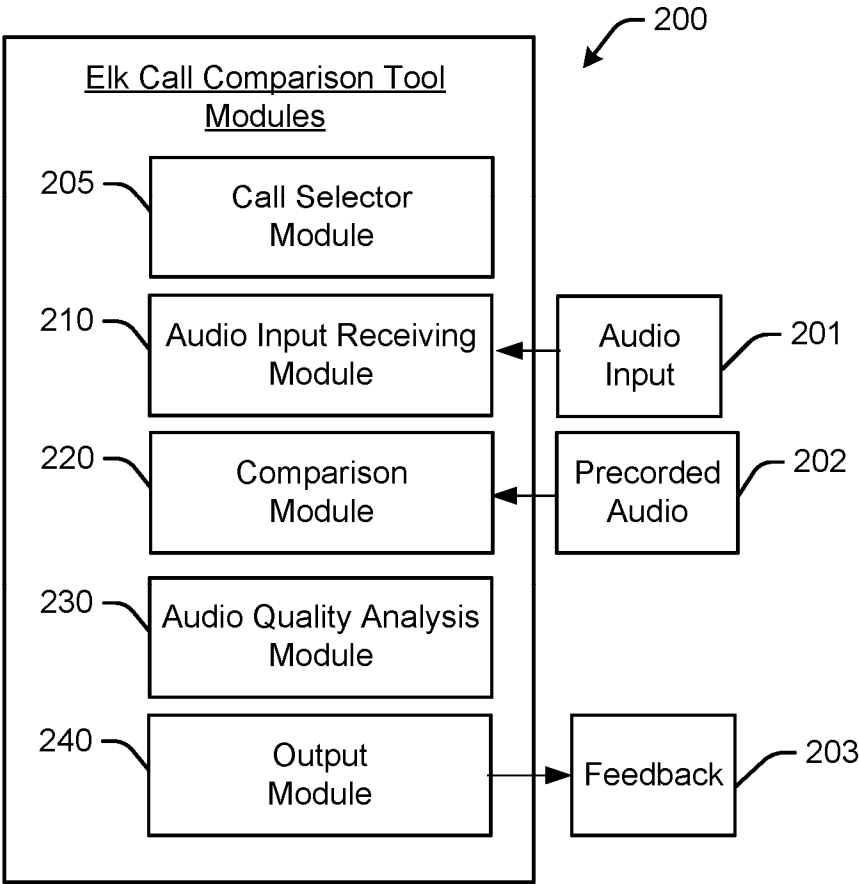 200
Elk Call Comparison Tool
Modules
205
Call Selector
Module
210
Audio Input Receiving
Module
Audio
Input
201
220
Comparison
Module
Precorded
Audio
202
230
Audio Quality Analysis
Module
240
Output
Module
Feedback
203